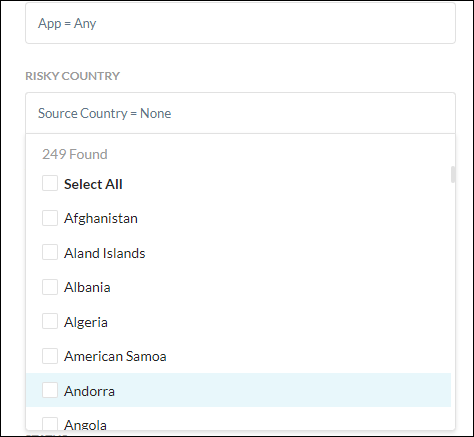 App = Any
RISKY COUNTRY
Source Country = None
249 Found
Select All
Afghanistan
Aland Islands
Albania
Algeria
American Samoa
Andorra
Angola